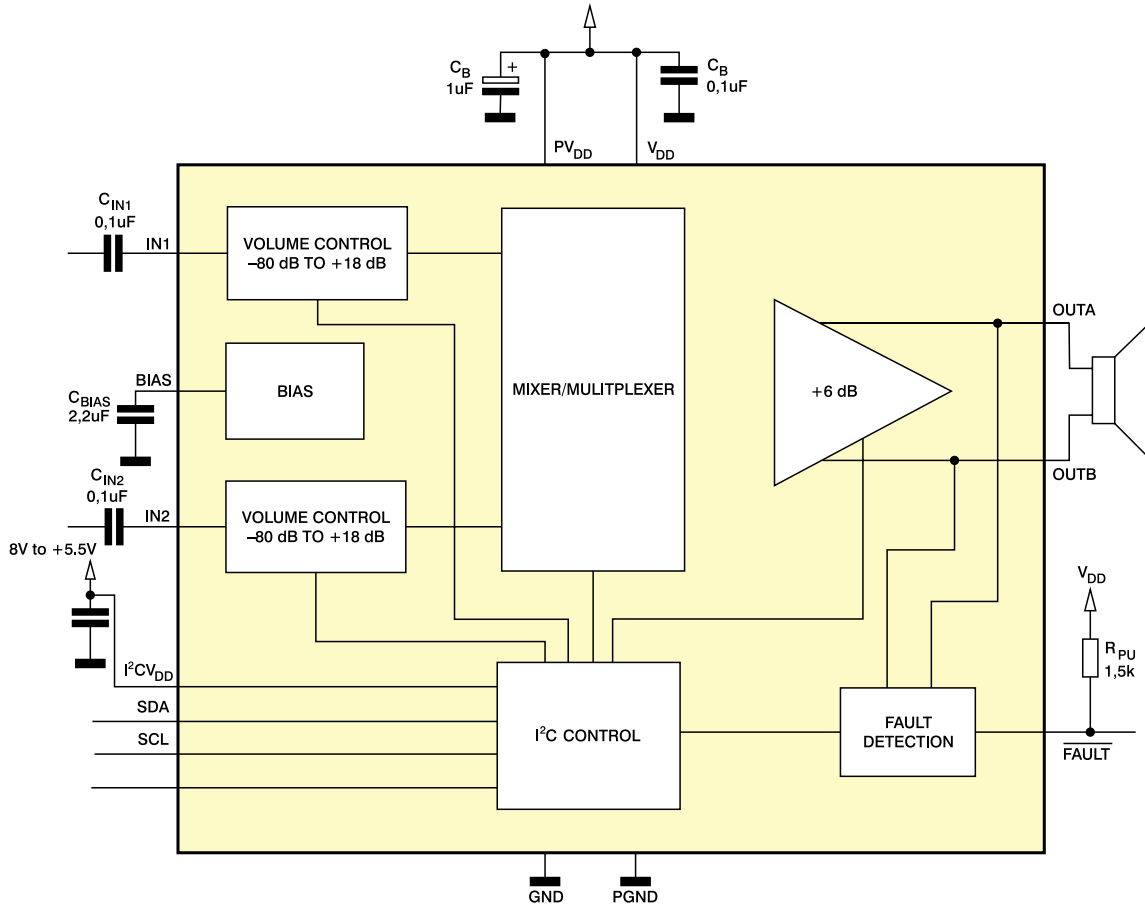 C_B
1uF
C_B
0,1uF
PV_DD
V_DD
C_IN1
0,1uF
IN1
VOLUME CONTROL
–80 dB TO +18 dB
MIXER/MULITPLEXER
OUTA
+6 dB
OUTB
BIAS
C_BIAS
2,2uF
BIAS
C_IN2
0,1uF
IN2
VOLUME CONTROL
–80 dB TO +18 dB
8V to +5.5V
V_DD
R_PU
1,5k
I²CV_DD
SDA
SCL
I²C CONTROL
FAULT
DETECTION
FAULT
GND
PGND